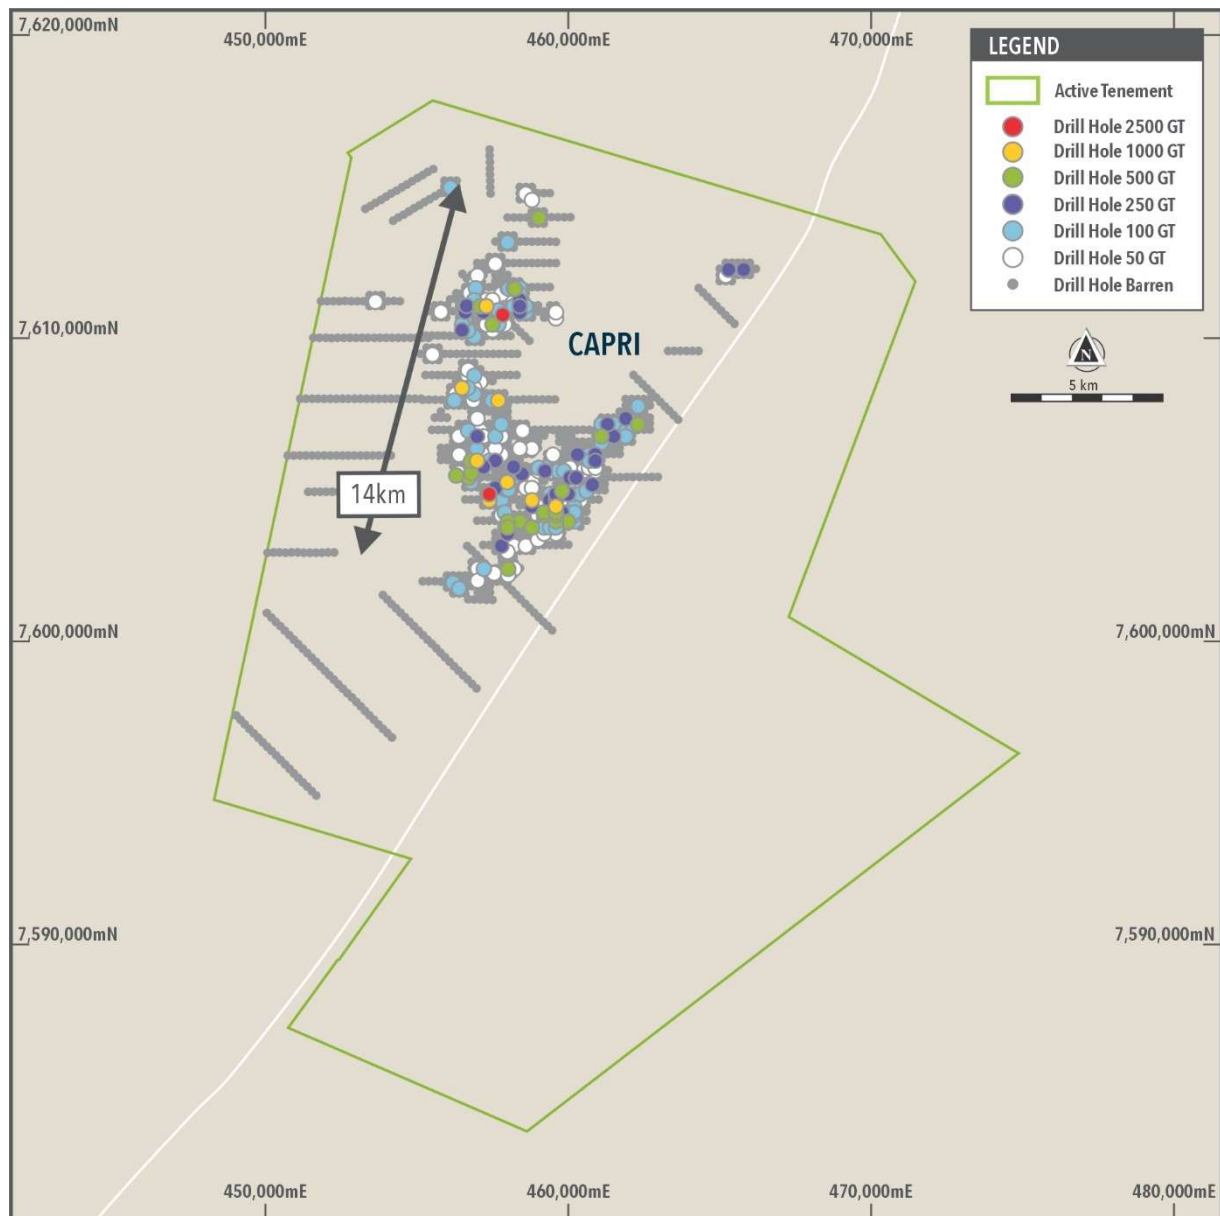 7,620,000mN
450,000mE
460,000mE
470,000mE
LEGEND
Active Tenement
Drill Hole 2500 GT
Drill Hole 1000 GT
Drill Hole 500 GT
Drill Hole 250 GT
Drill Hole 100 GT
Drill Hole 50 GT
Drill Hole Barren
7,610,000mN
CAPRI
N
5 km
14km
7,600,000mN
7,600,000mN
7,590,000mN
7,590,000mN
450,000mE
460,000mE
470,000mE
480,000mE